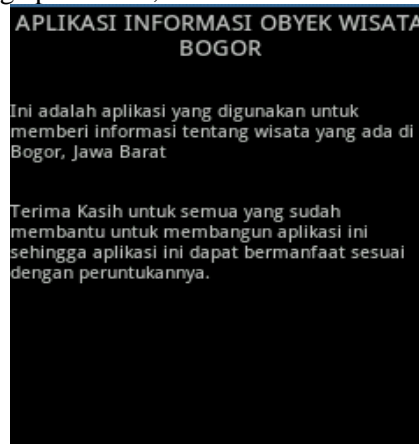 APLIKASI INFORMASI OBYEK WISATA
BOGOR
Ini adalah aplikasi yang digunakan untuk
memberi informasi tentang wisata yang ada di
Bogor, Jawa Barat
Terima Kasih untuk semua yang sudah
membantu untuk membangun aplikasi ini
sehingga aplikasi ini dapat bermanfaat sesuai
dengan peruntukannya.